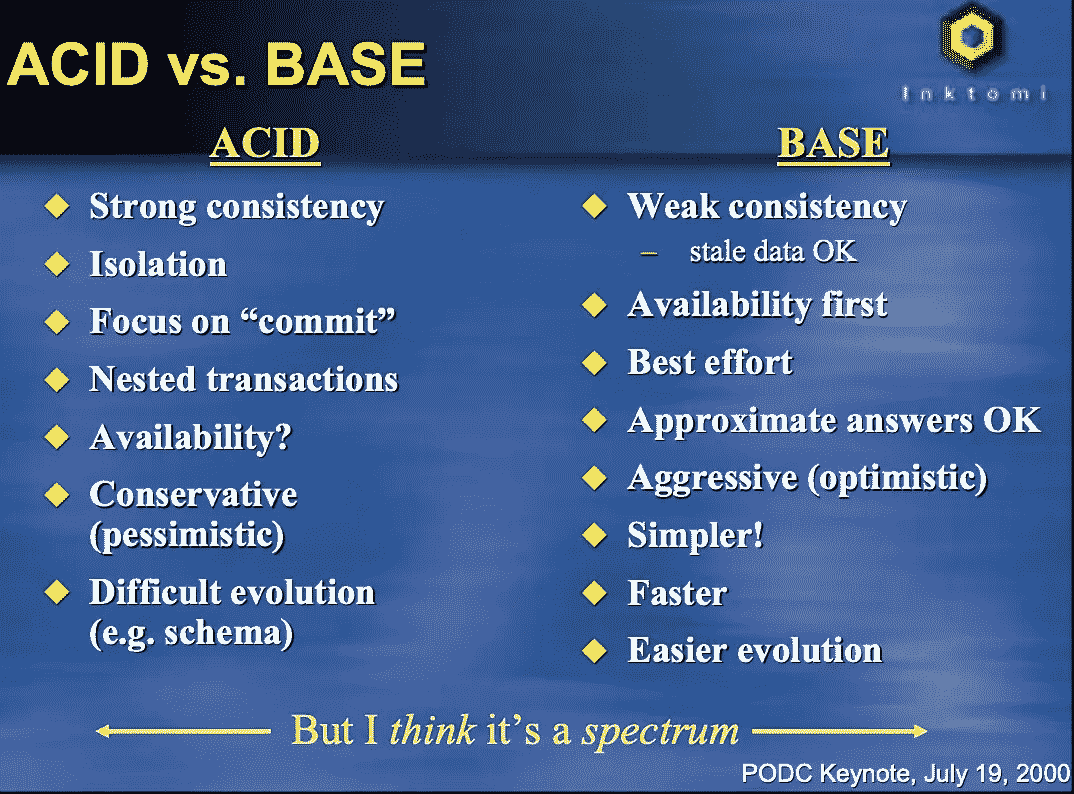 ACID vs. BASE
Inktomi
ACID
Strong consistency
Isolation
Focus on “commit”
Nested transactions
Availability?
Conservative
(pessimistic)
Difficult evolution
(e.g. schema)
BASE
Weak consistency
– stale data OK
Availability first
Best effort
Approximate answers OK
Aggressive (optimistic)
Simpler!
Faster
Easier evolution
But I think it’s a spectrum
PODC Keynote, July 19, 2000